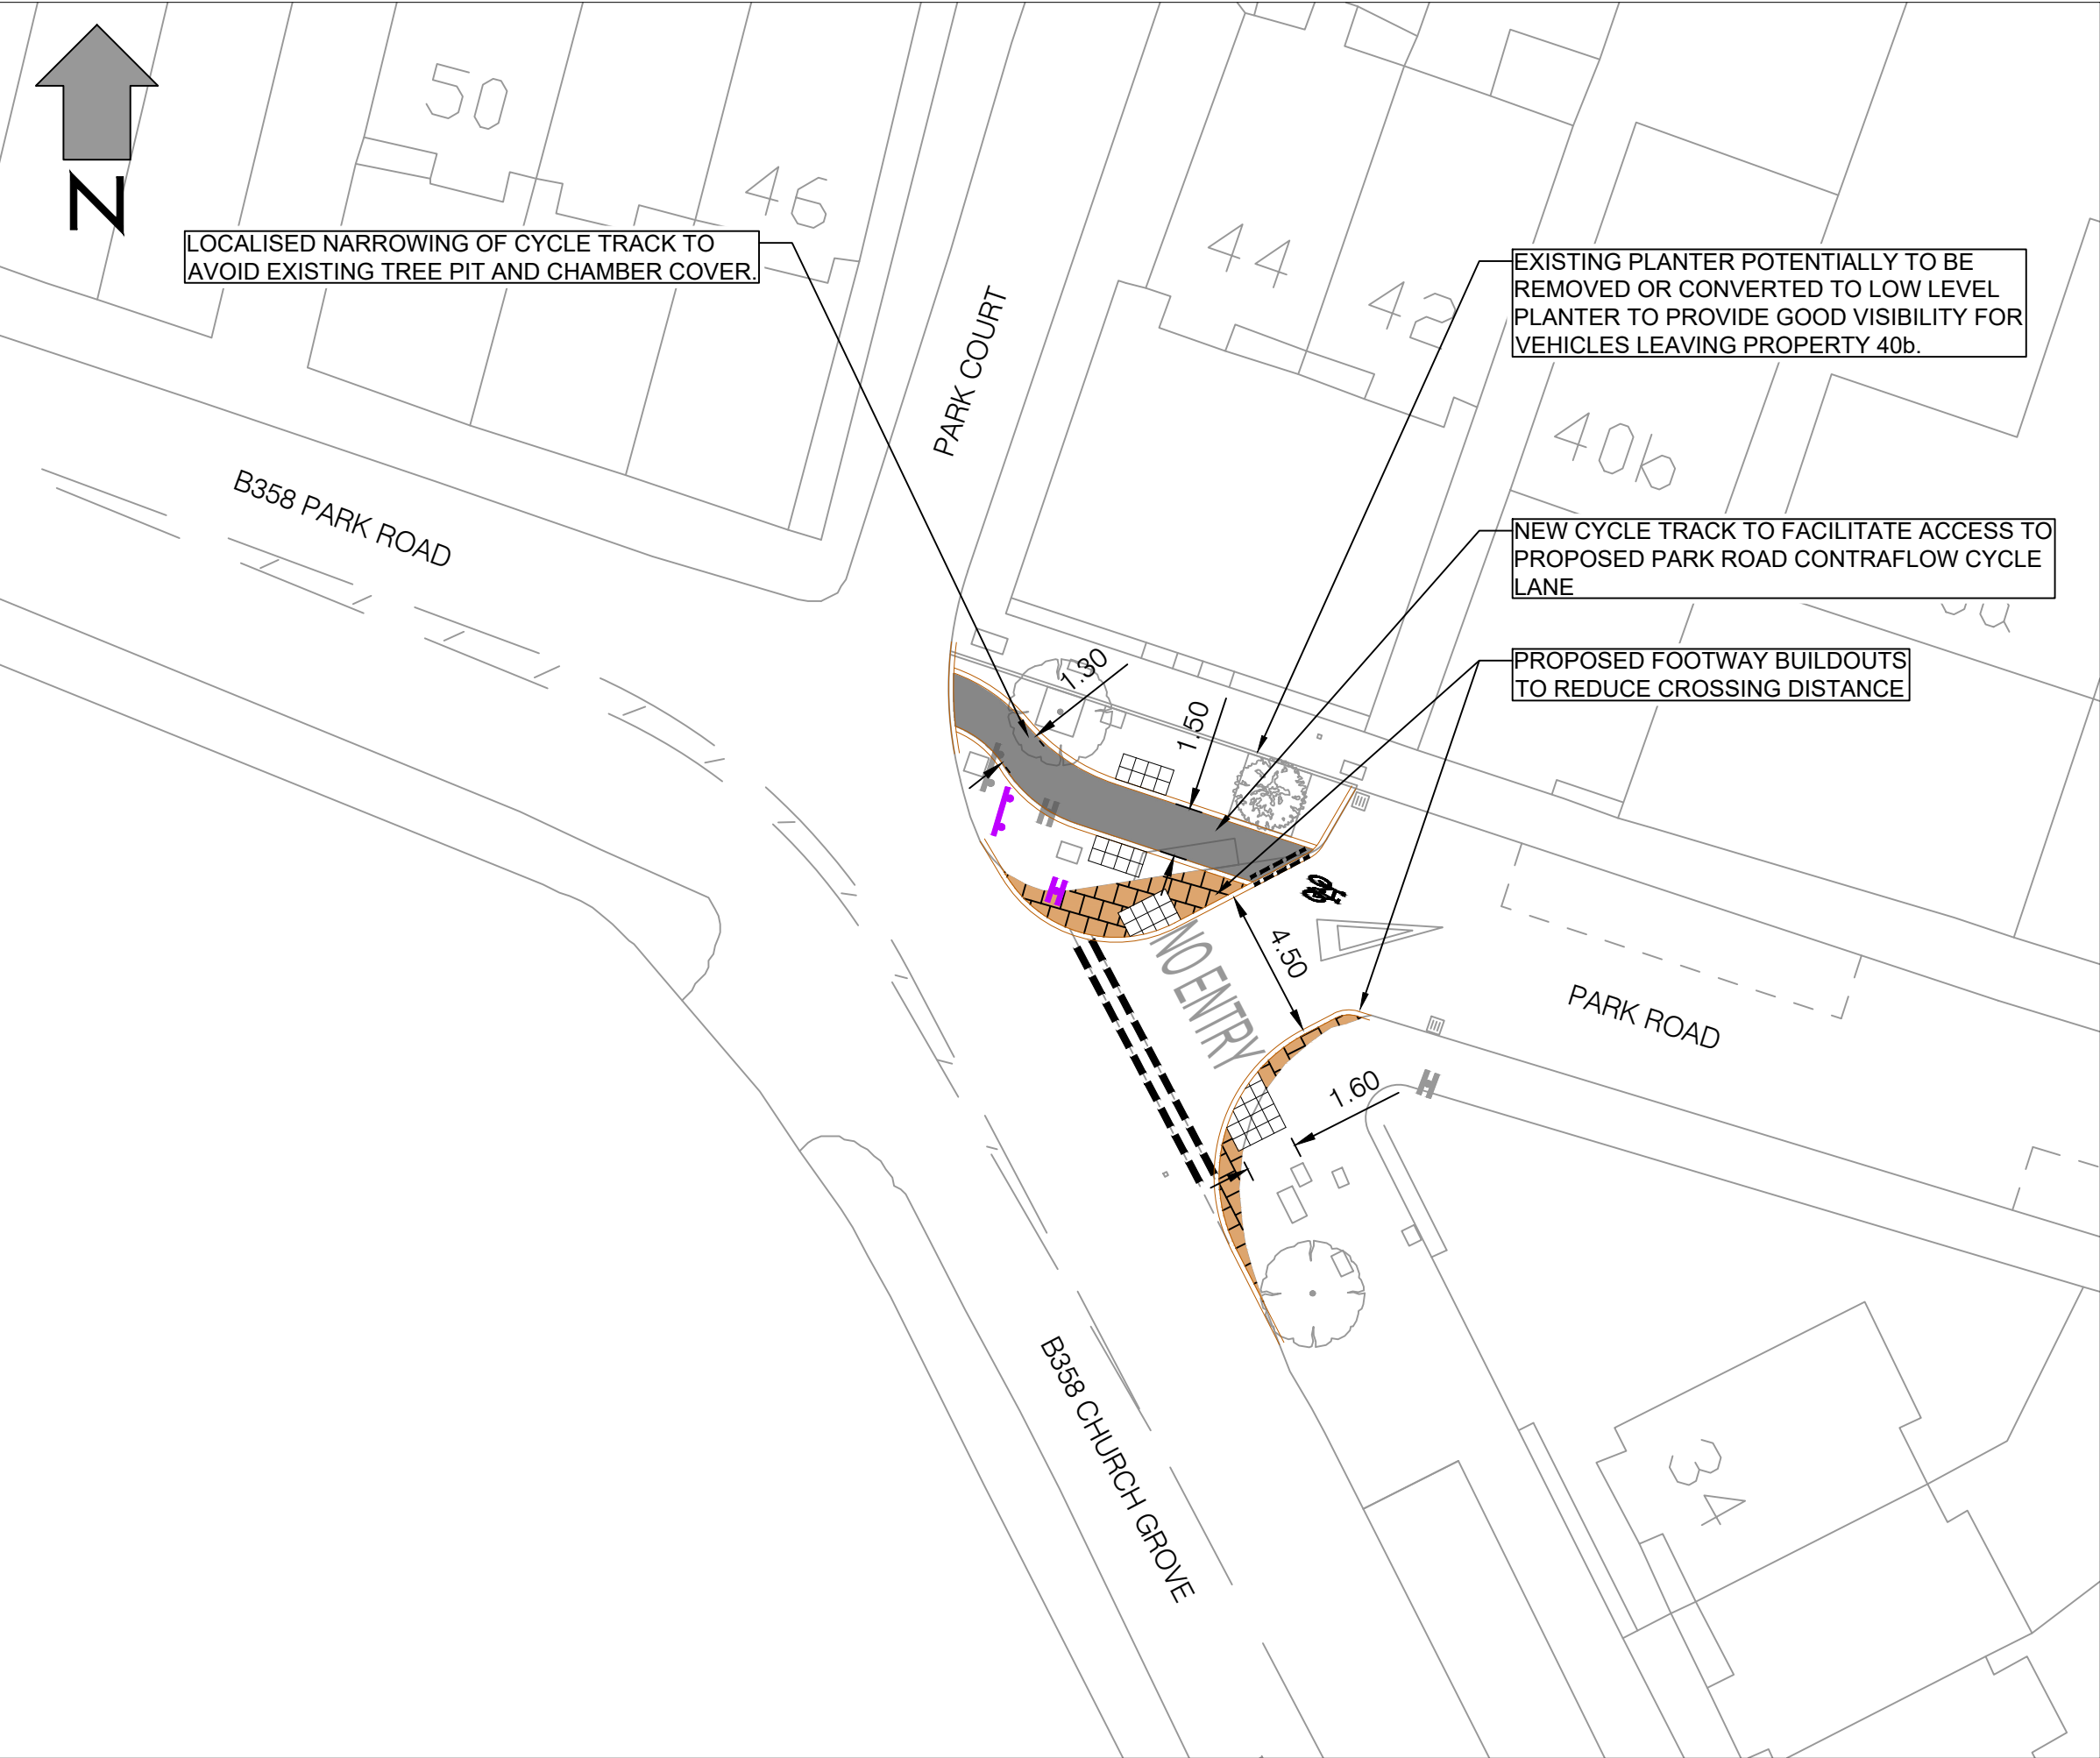 N
50
46
LOCALISED NARROWING OF CYCLE TRACK TO
AVOID EXISTING TREE PIT AND CHAMBER COVER.
44
42
EXISTING PLANTER POTENTIALLY TO BE
REMOVED OR CONVERTED TO LOW LEVEL
PLANTER TO PROVIDE GOOD VISIBILITY FOR
VEHICLES LEAVING PROPERTY 40b.
PARK COURT
40b
B358 PARK ROAD
NEW CYCLE TRACK TO FACILITATE ACCESS TO
PROPOSED PARK ROAD CONTRAFLOW CYCLE
LANE
PROPOSED FOOTWAY BUILDOUTS
TO REDUCE CROSSING DISTANCE
1.30
1.50
H
H
4.50
NO ENTRY
PARK ROAD
1.60
H
B358 CHURCH GROVE
34